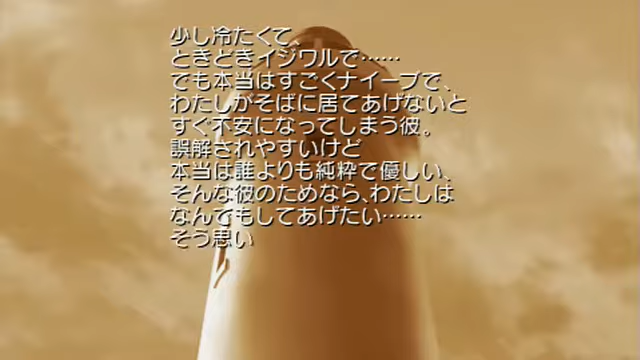 少し冷たくて、
ときどきイジワルで……
でも本当はすごくナイーブで、
わたしがそばに居てあげないと
すぐ不安になってしまう彼。
誤解されやすいけど
本当は誰よりも純粋で優しい、
そんな彼のためなら、わたしは
なんでもしてあげたい……
そう思い